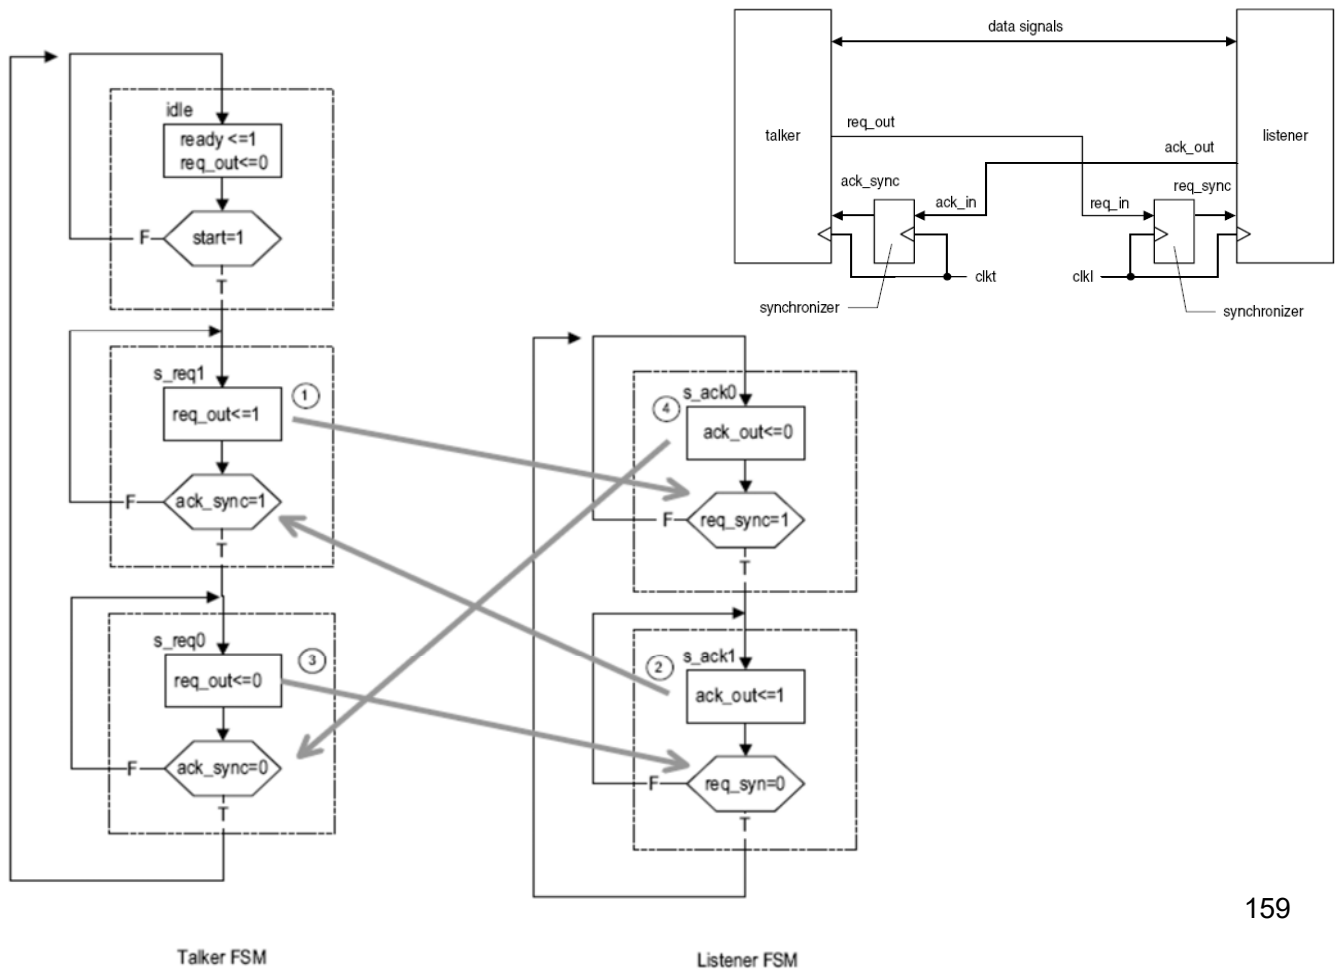 idle
ready <=1
req_out<=0
F
start=1
T
s_req1
1
req_out<=1
F
ack_sync=1
T
s_req0
3
req_out<=0
F
ack_sync=0
T
Talker FSM
s_ack0
4
ack_out<=0
F
req_sync=1
T
s_ack1
2
ack_out<=1
F
req_syn=0
T
Listener FSM
data signals
talker
listener
req_out
ack_out
ack_sync
req_sync
ack_in
req_in
clkt
clkl
synchronizer
synchronizer
159